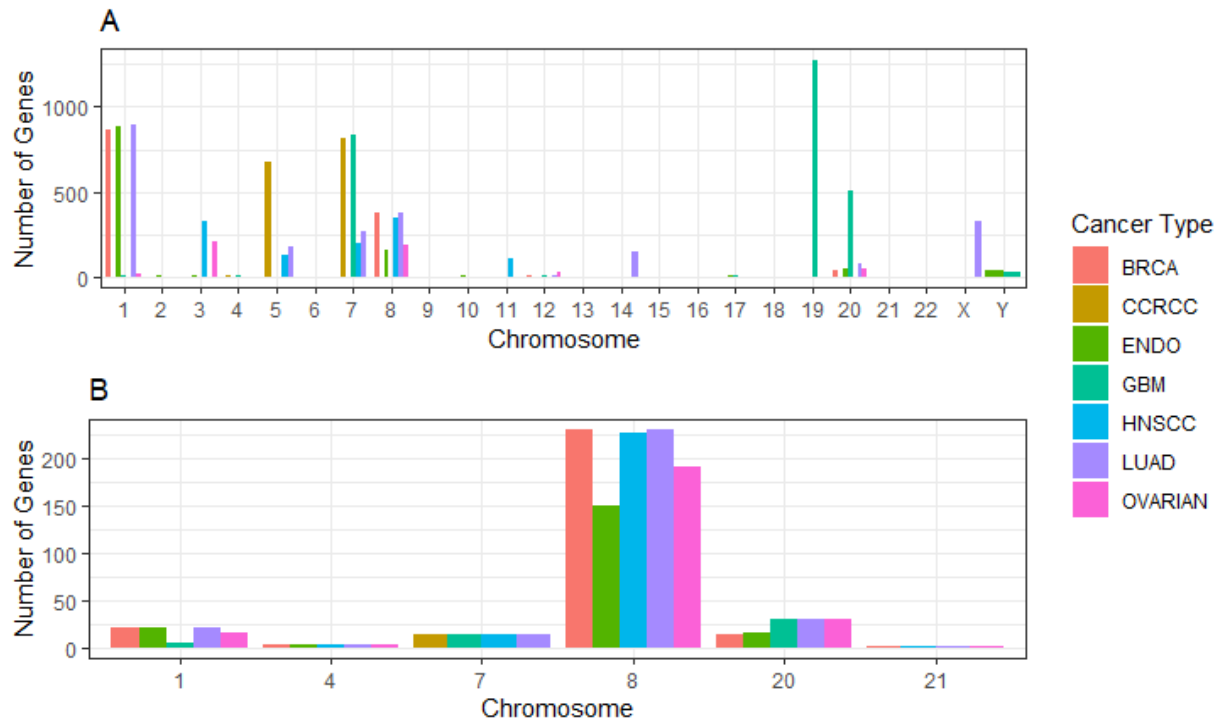 A
Number of Genes
1000
500
0
1 2 3 4 5 6 7 8 9 10 11 12 13 14 15 16 17 18 19 20 21 22 X Y
Chromosome
B
Number of Genes
200
150
100
50
0
1 4 7 8 20 21
Chromosome
Cancer Type
BRCA
CCRCC
ENDO
GBM
HNSCC
LUAD
OVARIAN